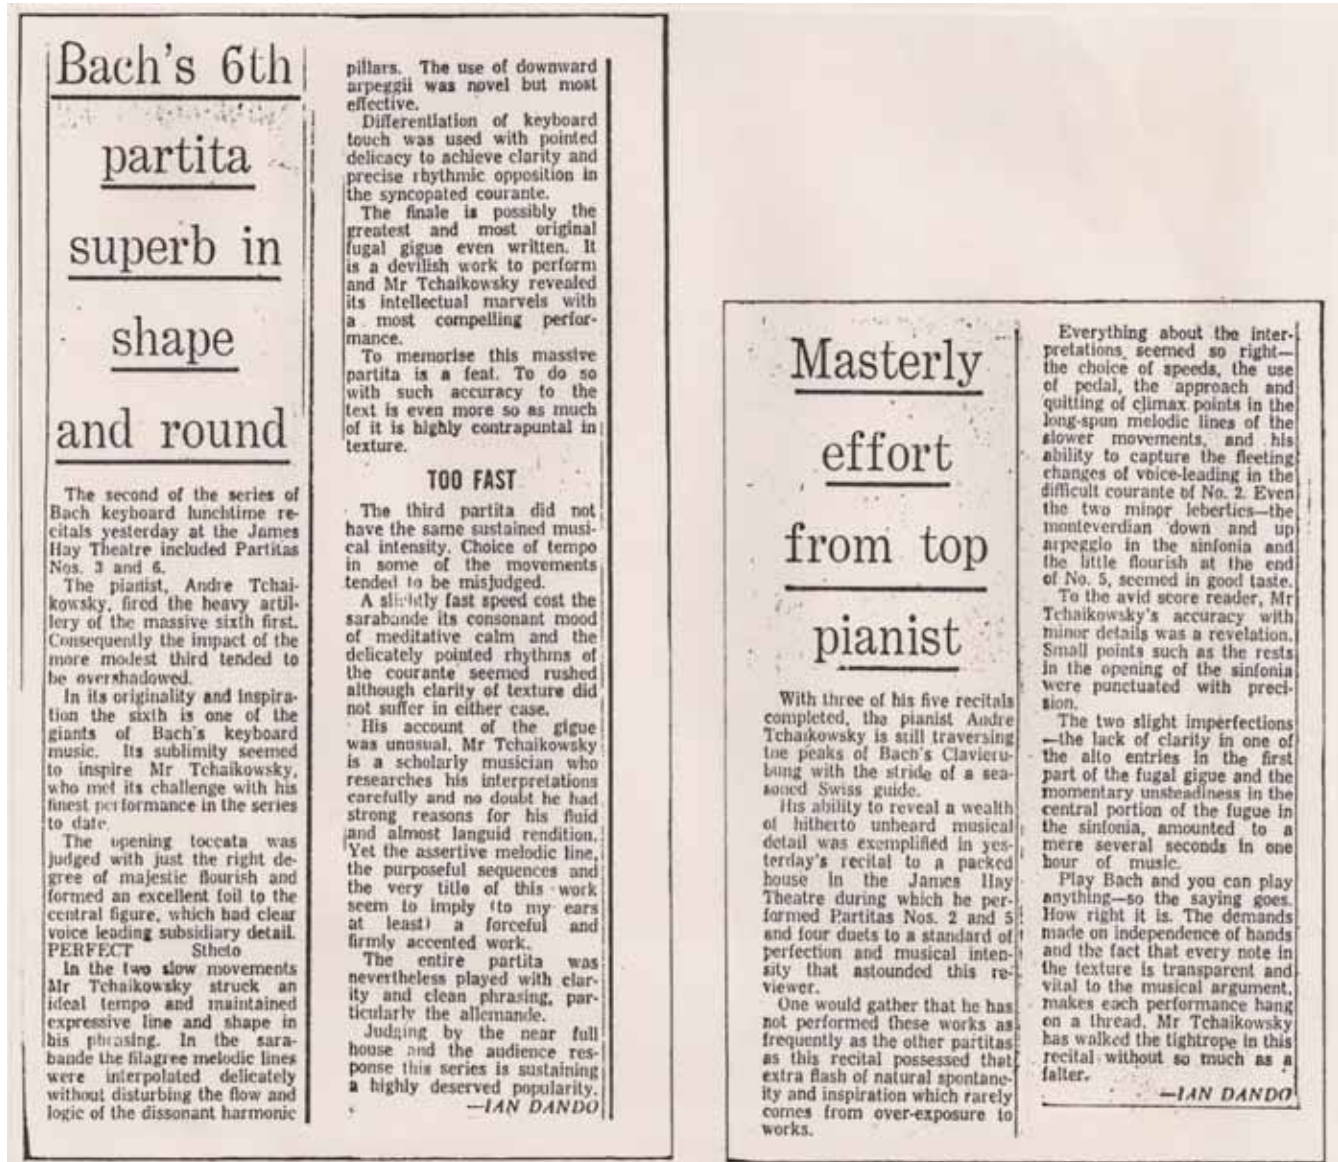 Bach's 6th
partita
superb in
shape
and round
The second of the series of
Bach keyboard lunchtime re-
citals yesterday at the James
Hay Theatre included Partitas
Nos. 3 and 6.
The pianist, Andre Tchai-
kowsky, fired the heavy artil-
lery of the massive sixth first.
Consequently the impact of the
more modest third tended to
be overshadowed.
In its originality and inspira-
tion the sixth is one of the
giants of Bach's keyboard
music. Its sublimity seemed
to inspire Mr Tchaikowsky,
who met its challenge with his
finest performance in the series
to date.
The opening toccata was
judged with just the right de-
gree of majestic flourish and
formed an excellent foil to the
central figure, which had clear
voice leading subsidiary detail.
PERFECT Stheto
In the two slow movements
Mr Tchaikowsky struck an
ideal tempo and maintained
expressive line and shape in
his phrasing. In the sara-
bande the filagree melodic lines
were interpolated delicately
without disturbing the flow and
logic of the dissonant harmonic
pillars. The use of downward
arpeggii was novel but most
effective.
Differentiation of keyboard
touch was used with pointed
delicacy to achieve clarity and
precise rhythmic opposition in
the syncopated courante.
The finale is possibly the
greatest and most original
fugal gigue even written. It
is a devilish work to perform
and Mr Tchaikowsky revealed
its intellectual marvels with
a most compelling perfor-
mance.
To memorise this massive
partita is a feat. To do so
with such accuracy to the
text is even more so as much
of it is highly contrapuntal in
texture.
TOO FAST
The third partita did not
have the same sustained musi-
cal intensity. Choice of tempo
in some of the movements
tended to be misjudged.
A slightly fast speed cost the
sarabande its consonant mood
of meditative calm and the
delicately pointed rhythms of
the courante seemed rushed
although clarity of texture did
not suffer in either case.
His account of the gigue
was unusual. Mr Tchaikowsky
is a scholarly musician who
researches his interpretations
carefully and no doubt he had
strong reasons for his fluid
and almost languid rendition.
Yet the assertive melodic line,
the purposeful sequences and
the very title of this work
seem to imply (to my ears
at least) a forceful and
firmly accented work.
The entire partita was
nevertheless played with clar-
ity and clean phrasing, par-
ticularly the allemande.
Judging by the near full
house and the audience res-
ponse this series is sustaining
a highly deserved popularity.
—IAN DANDO
Masterly
effort
from top
pianist
With three of his five recitals
completed, the pianist Andre
Tchaikowsky is still traversing
the peaks of Bach's Clavieru-
bung with the stride of a sea-
soned Swiss guide.
His ability to reveal a wealth
of hitherto unheard musical
detail was exemplified in yes-
terday's recital to a packed
house in the James Hay
Theatre during which he per-
formed Partitas Nos. 2 and 5
and four duets to a standard of
perfection and musical inten-
sity that astounded this re-
viewer.
One would gather that he has
not performed these works as
frequently as the other partitas
as this recital possessed that
extra flash of natural spontane-
ity and inspiration which rarely
comes from over-exposure to
works.
Everything about the inter-
pretations seemed so right—
the choice of speeds, the use
of pedal, the approach and
quitting of climax points in the
long-spun melodic lines of the
slower movements, and his
ability to capture the fleeting
changes of voice-leading in the
difficult courante of No. 2. Even
the two minor leberties—the
monteverdian down and up
arpeggio in the sinfonia and
the little flourish at the end
of No. 5, seemed in good taste.
To the avid score reader, Mr
Tchaikowsky's accuracy with
minor details was a revelation.
Small points such as the rests
in the opening of the sinfonia
were punctuated with preci-
sion.
The two slight imperfections
—the lack of clarity in one of
the alto entries in the first
part of the fugal gigue and the
momentary unsteadiness in the
central portion of the fugue in
the sinfonia, amounted to a
mere several seconds in one
hour of music.
Play Bach and you can play
anything—so the saying goes.
How right it is. The demands
made on independence of hands
and the fact that every note in
the texture is transparent and
vital to the musical argument,
makes each performance hang
on a thread. Mr Tchaikowsky
has walked the tightrope in this
recital without so much as a
falter.
—IAN DANDO